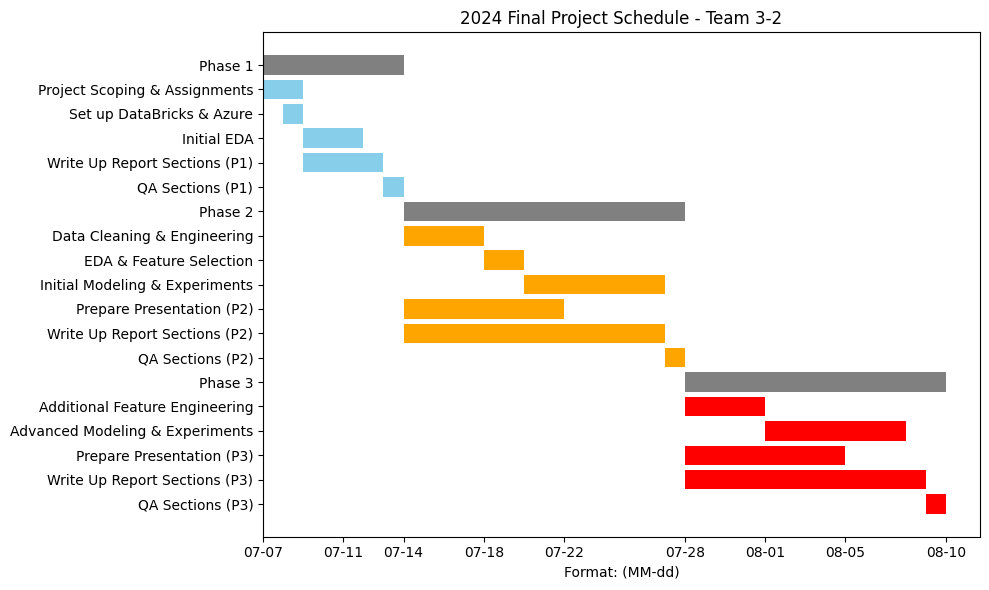 2024 Final Project Schedule - Team 3-2
Phase 1
Project Scoping & Assignments
Set up DataBricks & Azure
Initial EDA
Write Up Report Sections (P1)
QA Sections (P1)
Phase 2
Data Cleaning & Engineering
EDA & Feature Selection
Initial Modeling & Experiments
Prepare Presentation (P2)
Write Up Report Sections (P2)
QA Sections (P2)
Phase 3
Additional Feature Engineering
Advanced Modeling & Experiments
Prepare Presentation (P3)
Write Up Report Sections (P3)
QA Sections (P3)
07-07 07-11 07-14 07-18 07-22 07-28 08-01 08-05 08-10
Format: (MM-dd)